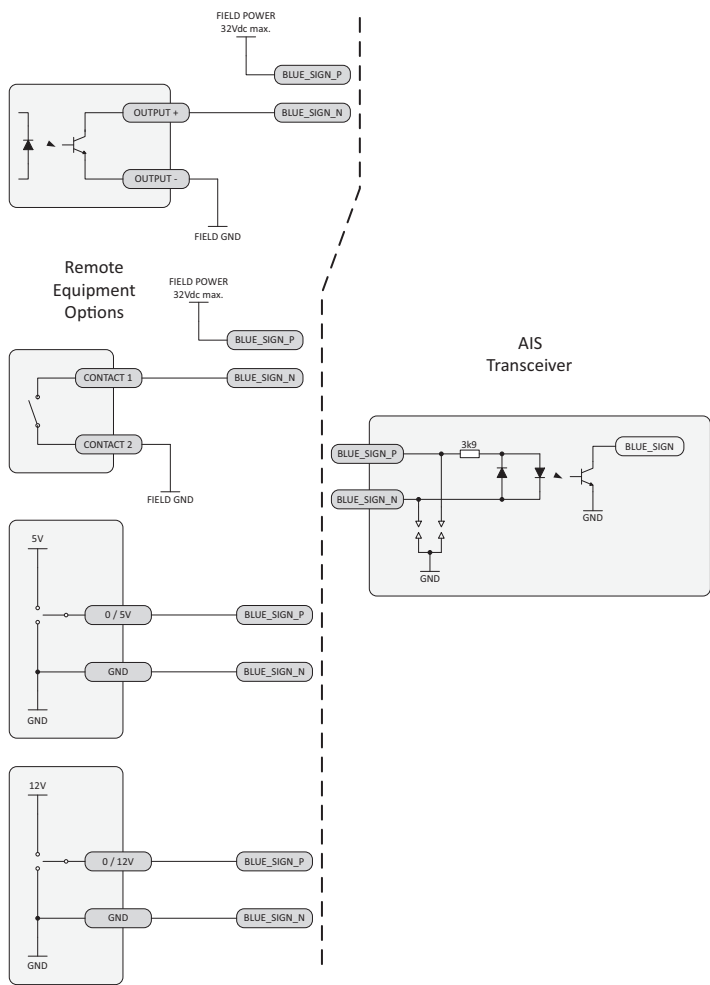 FIELD POWER
32Vdc max.
BLUE_SIGN_P
OUTPUT +
BLUE_SIGN_N
OUTPUT -
FIELD GND
Remote
Equipment
Options
FIELD POWER
32Vdc max.
BLUE_SIGN_P
CONTACT 1
BLUE_SIGN_N
CONTACT 2
FIELD GND
5V
0 / 5V
BLUE_SIGN_P
GND
BLUE_SIGN_N
GND
12V
0 / 12V
BLUE_SIGN_P
GND
BLUE_SIGN_N
GND
AIS
Transceiver
BLUE_SIGN_P
3k9
BLUE_SIGN
BLUE_SIGN_N
GND
GND